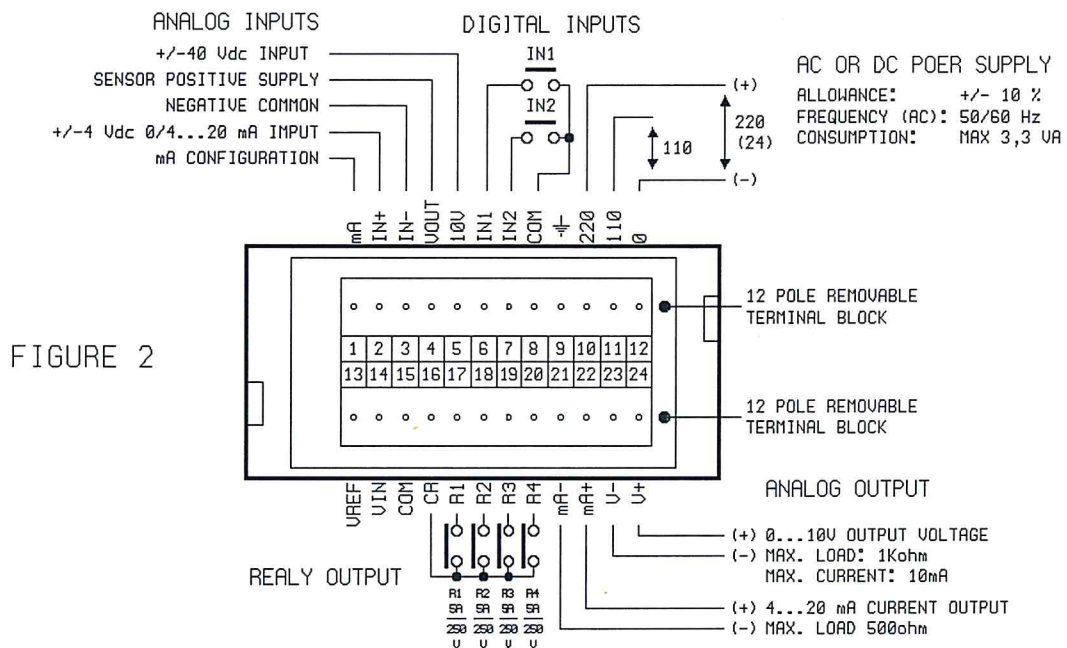 ANALOG INPUTS
+/-40 Vdc INPUT
SENSOR POSITIVE SUPPLY
NEGATIVE COMMON
+/-4 Vdc 0/4...20 mA IMPUT
mA CONFIGURATION
DIGITAL INPUTS
IN1
IN2
(+)
110
220
(24)
(-)
AC OR DC POER SUPPLY
ALLOWANCE: +/- 10 %
FREQUENCY (AC): 50/60 Hz
CONSUMPTION: MAX 3,3 VA
mA IN+ IN- VOUT 10V IN1 IN2 COM 220 110 0
12 POLE REMOVABLE
TERMINAL BLOCK
FIGURE 2
1 2 3 4 5 6 7 8 9 10 11 12
13 14 15 16 17 18 19 20 21 22 23 24
12 POLE REMOVABLE
TERMINAL BLOCK
VREF VIN COM CR R1 R2 R3 R4 mA- mA+ V- V+
REALY OUTPUT
R1 R2 R3 R4
5A 5A 5A 5A
250 250 250 250
V V V V
ANALOG OUTPUT
(+) 0...10V OUTPUT VOLTAGE
(-) MAX. LOAD: 1Kohm
MAX. CURRENT: 10mA
(+) 4...20 mA CURRENT OUTPUT
(-) MAX. LOAD 500ohm